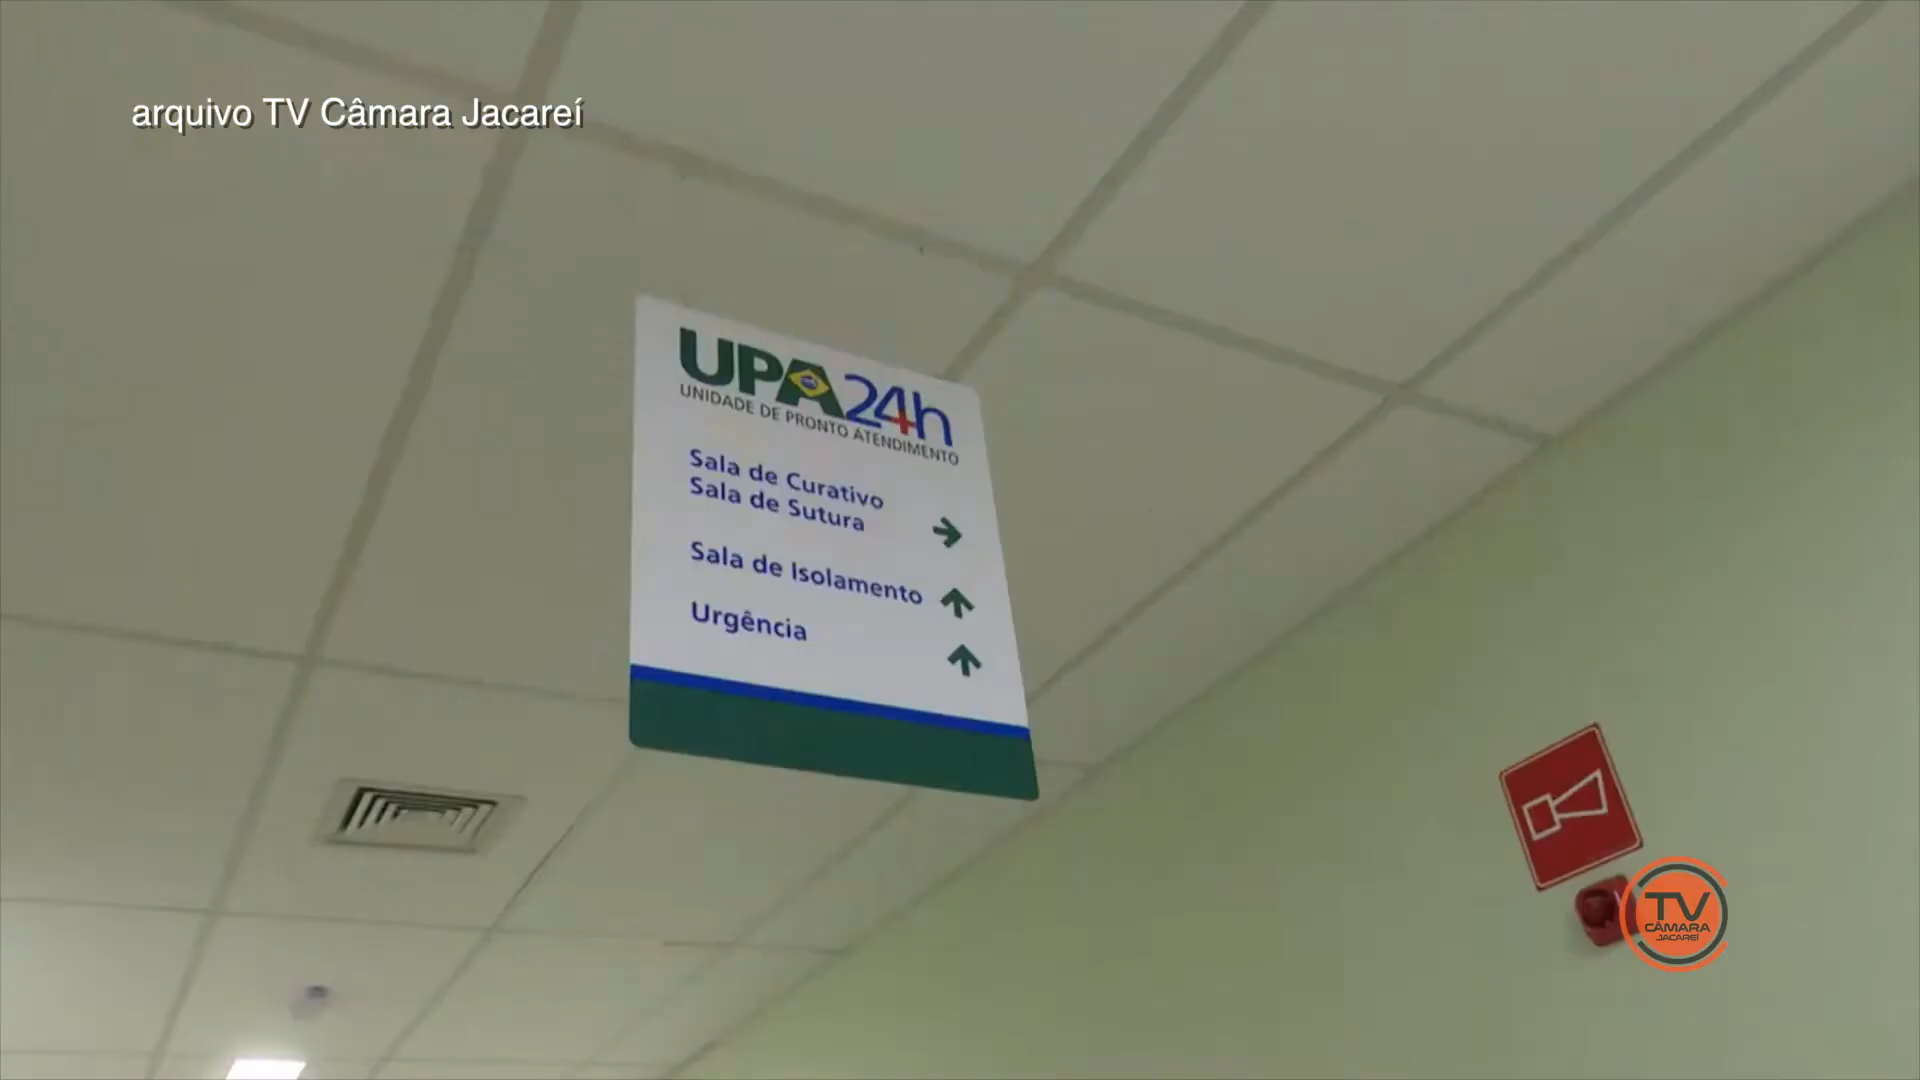 arquivo TV Câmara Jacareí
UPA24h
UNIDADE DE PRONTO ATENDIMENTO
Sala de Curativo
Sala de Sutura
Sala de Isolamento
Urgência
TV
CÂMARA
JACAREÍ